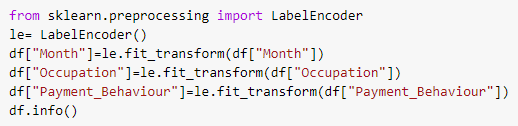 from sklearn.preprocessing import LabelEncoder
le= LabelEncoder()
df["Month"]=le.fit_transform(df["Month"])
df["Occupation"]=le.fit_transform(df["Occupation"])
df["Payment_Behaviour"]=le.fit_transform(df["Payment_Behaviour"])
df.info()